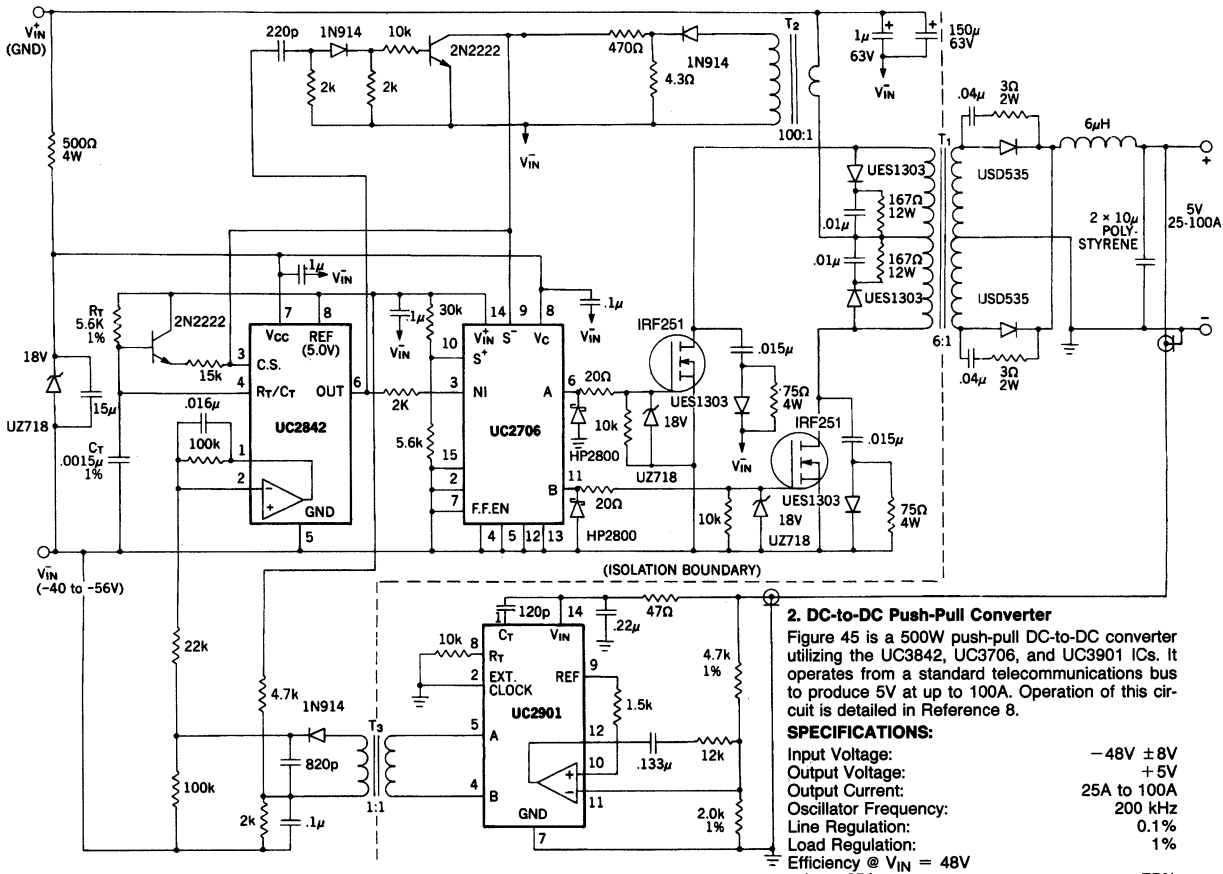 V+IN
(GND)
220p
1N914
10k
2N2222
2k
2k
V-IN
470Ω
1N914
4.3Ω
T2
100:1
1μ
63V
150μ
63V
V-IN
500Ω
4W
UES1303
167Ω
12W
.01μ
.01μ
167Ω
12W
UES1303
T1
6:1
.04μ
3Ω
2W
USD535
6μH
+
5V
25-100A
2 × 10μ
POLY-
STYRENE
USD535
.04μ
3Ω
2W
−
RT
5.6K
1%
2N2222
15k
18V
UZ718
15μ
.016μ
100k
CT
.0015μ
1%
.1μ
V-IN
7
8
VCC
REF
(5.0V)
3
C.S.
4
RT/CT
OUT
6
UC2842
1
2
−
+
GND
5
2K
.1μ
V-IN
30k
5.6k
14
9
8
V+IN
S−
VC
10
S+
3
NI
A
6
UC2706
15
2
7
F.F.EN
B
11
4
5
12
13
.1μ
V-IN
20Ω
10k
HP2800
18V
UZ718
IRF251
.015μ
UES1303
75Ω
4W
V-IN
20Ω
HP2800
10k
18V
UZ718
IRF251
UES1303
.015μ
75Ω
4W
V-IN
(−40 to −56V)
(ISOLATION BOUNDARY)
22k
100k
4.7k
2k
1N914
820p
.1μ
T3
1:1
10k
120p
1
14
CT
VIN
8
RT
2
EXT.
CLOCK
REF
9
UC2901
5
A
4
B
12
10
11
+
−
GND
7
.22μ
47Ω
1.5k
.133μ
12k
4.7k
1%
2.0k
1%
2. DC-to-DC Push-Pull Converter
Figure 45 is a 500W push-pull DC-to-DC converter
utilizing the UC3842, UC3706, and UC3901 ICs. It
operates from a standard telecommunications bus
to produce 5V at up to 100A. Operation of this cir-
cuit is detailed in Reference 8.
SPECIFICATIONS:
Input Voltage: −48V ±8V
Output Voltage: +5V
Output Current: 25A to 100A
Oscillator Frequency: 200 kHz
Line Regulation: 0.1%
Load Regulation: 1%
Efficiency @ VIN = 48V